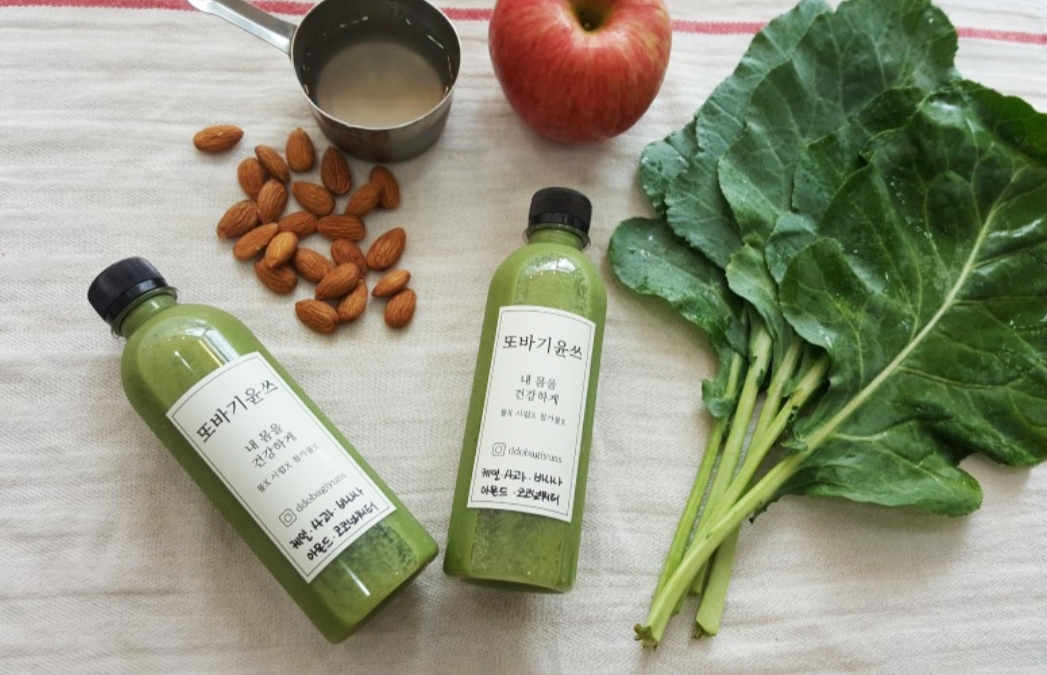 또바기윤쓰
내 몸을
건강하게
물X 시럽X 첨가물X
ddobagiyuns
케일·사과·바나나
아몬드·코코넛워터
또바기윤쓰
내 몸을
건강하게
물X 시럽X 첨가물X
ddobagiyuns
케일·사과·바나나
아몬드·코코넛워터